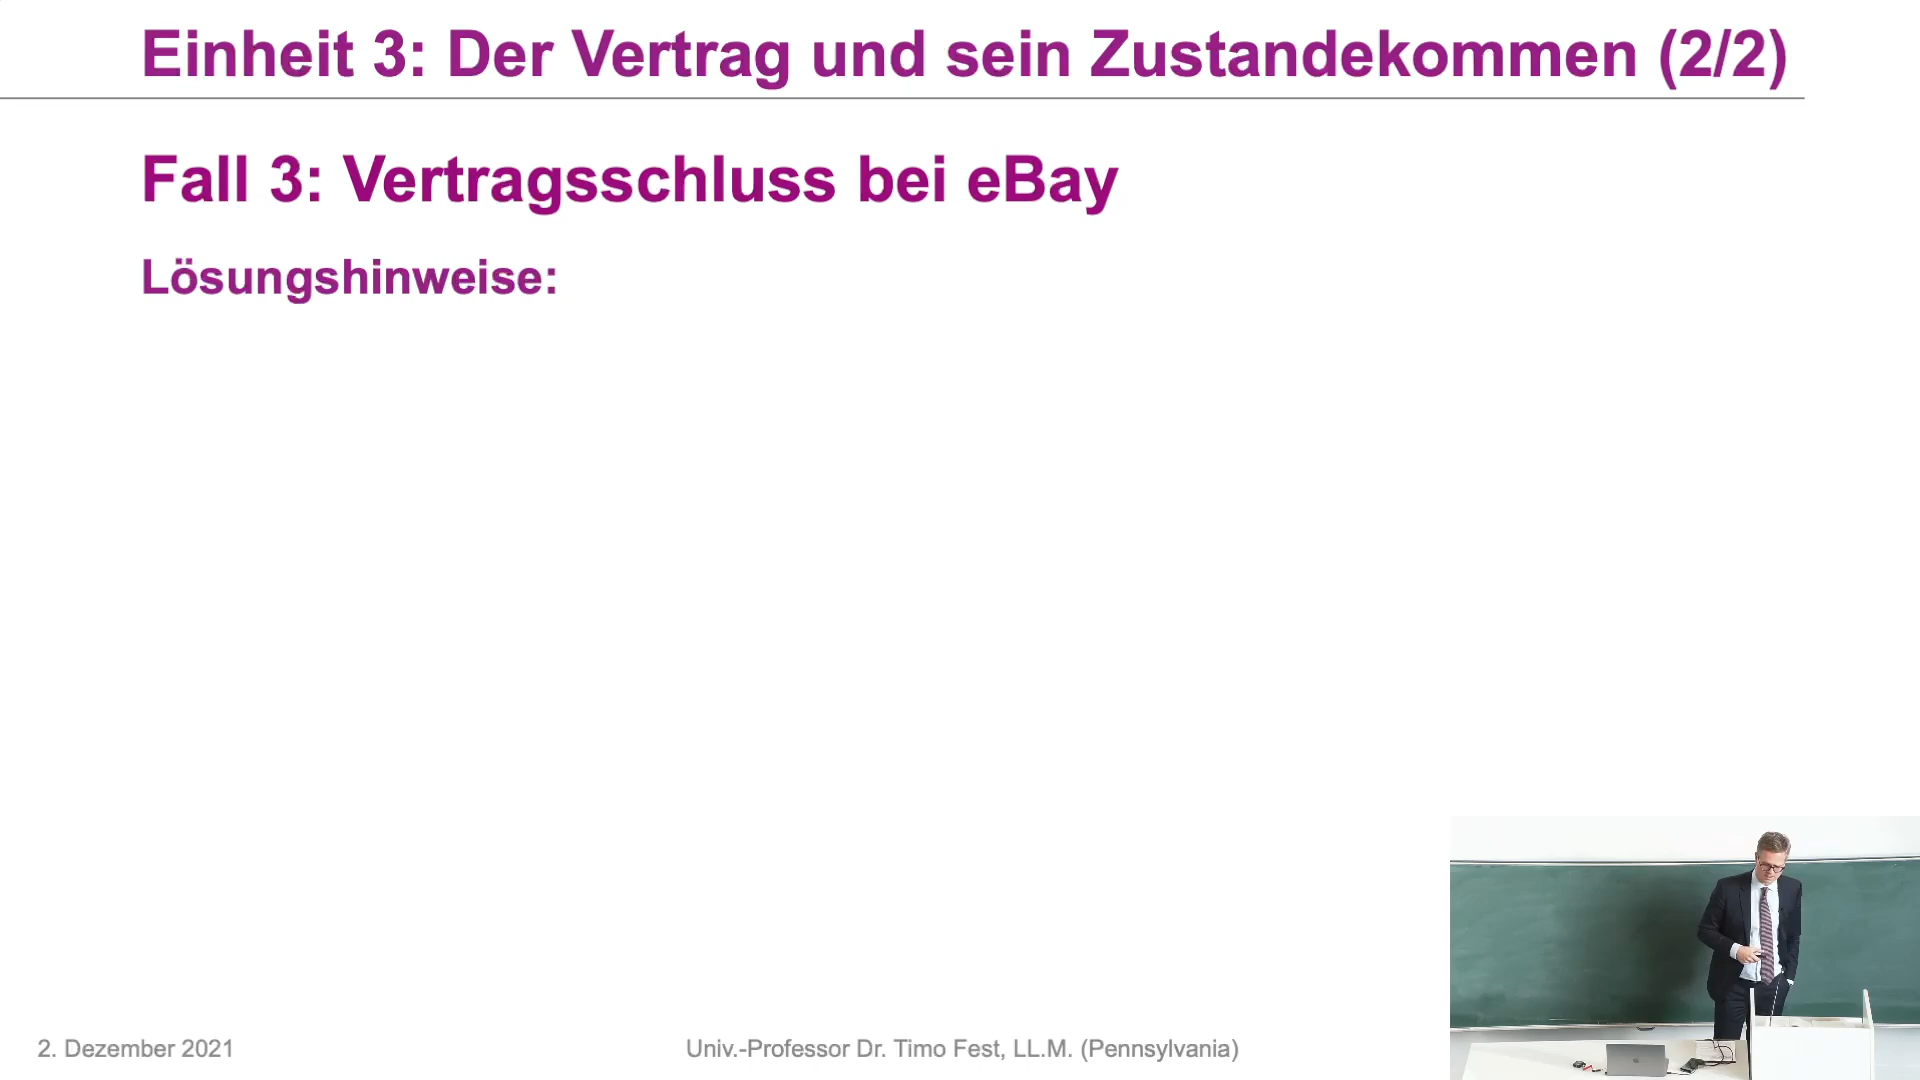 Einheit 3: Der Vertrag und sein Zustandekommen (2/2)
Fall 3: Vertragsschluss bei eBay
Lösungshinweise:
2. Dezember 2021
Univ.-Professor Dr. Timo Fest, LL.M. (Pennsylvania)